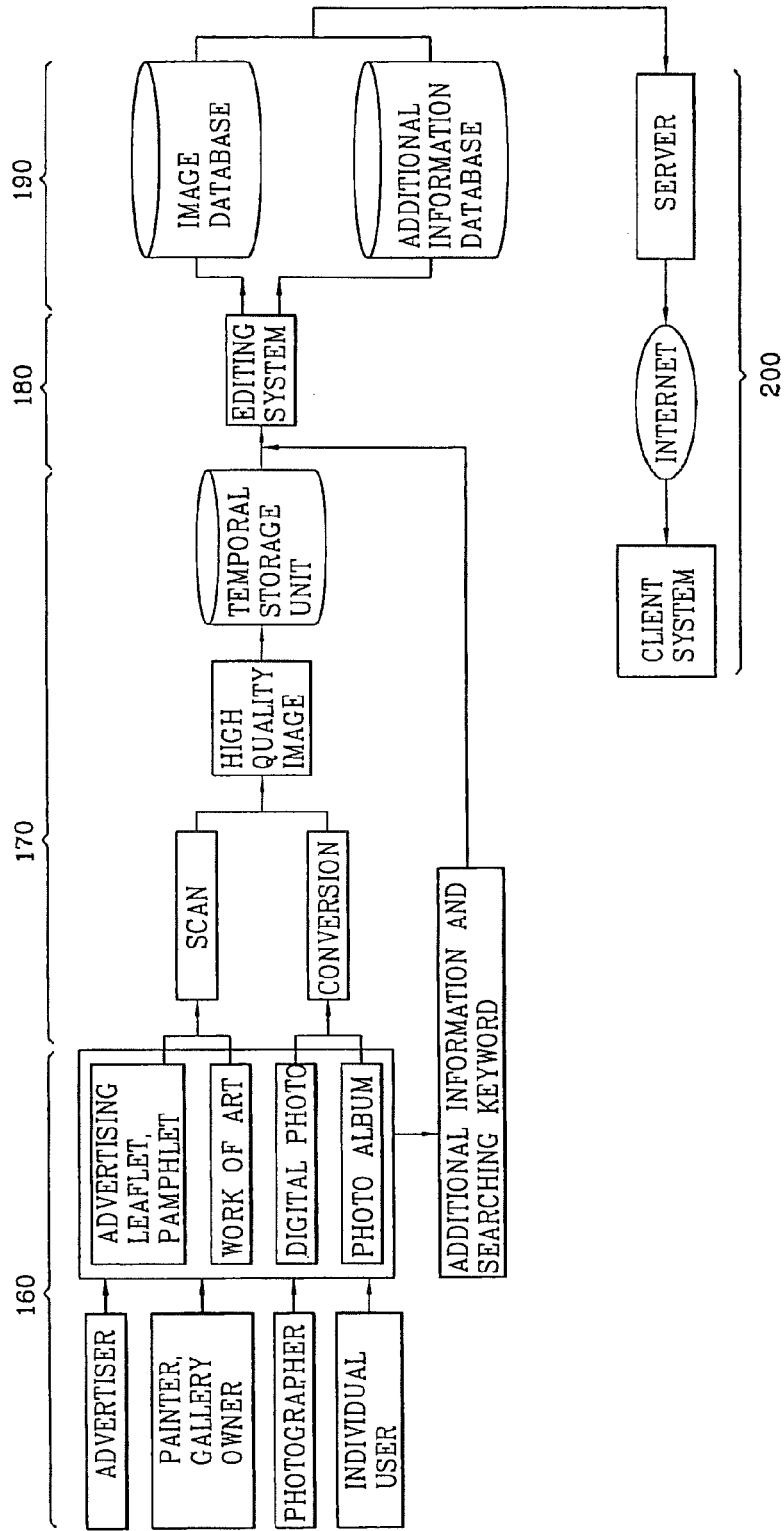 160
170
180
190
ADVERTISER
PAINTER,
GALLERY
OWNER
PHOTOGRAPHER
INDIVIDUAL
USER
ADVERTISING
LEAFLET,
PAMPHLET
WORK OF ART
DIGITAL PHOTO
PHOTO ALBUM
SCAN
CONVERSION
HIGH
QUALITY
IMAGE
TEMPORAL
STORAGE
UNIT
EDITING
SYSTEM
IMAGE
DATABASE
ADDITIONAL
INFORMATION
DATABASE
ADDITIONAL INFORMATION AND
SEARCHING KEYWORD
CLIENT
SYSTEM
INTERNET
SERVER
200